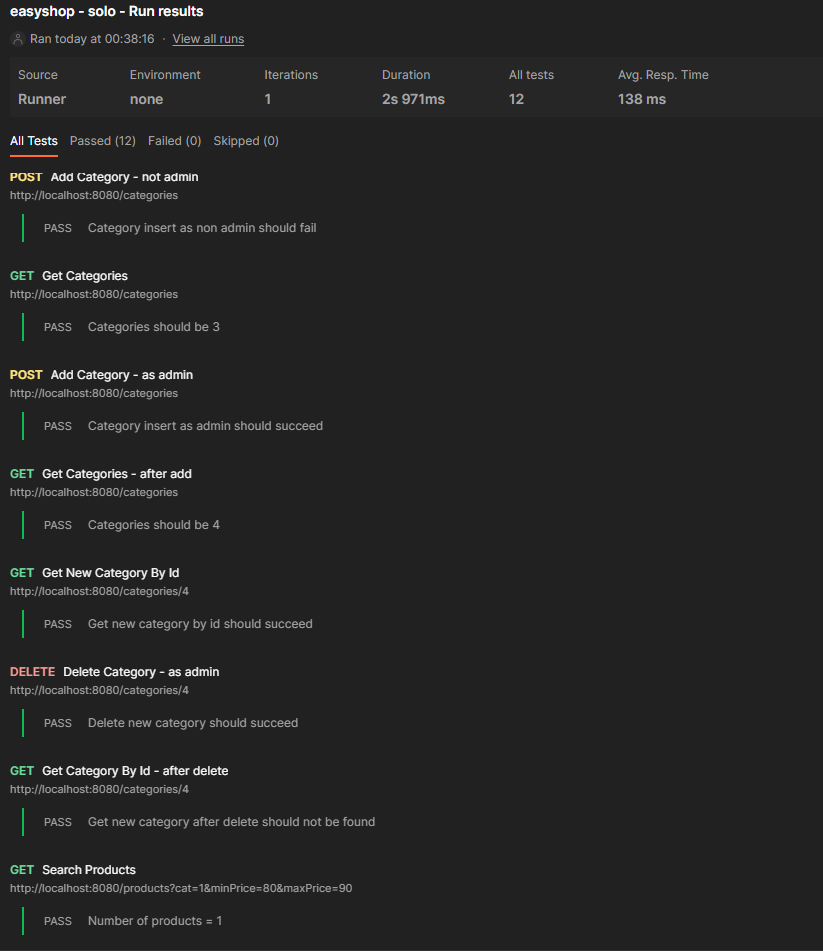 easyshop - solo - Run results
Ran today at 00:38:16 · View all runs
Source Environment Iterations Duration All tests Avg. Resp. Time
Runner none 1 2s 971ms 12 138 ms
All Tests Passed (12) Failed (0) Skipped (0)
POST Add Category - not admin
http://localhost:8080/categories
PASS Category insert as non admin should fail
GET Get Categories
http://localhost:8080/categories
PASS Categories should be 3
POST Add Category - as admin
http://localhost:8080/categories
PASS Category insert as admin should succeed
GET Get Categories - after add
http://localhost:8080/categories
PASS Categories should be 4
GET Get New Category By Id
http://localhost:8080/categories/4
PASS Get new category by id should succeed
DELETE Delete Category - as admin
http://localhost:8080/categories/4
PASS Delete new category should succeed
GET Get Category By Id - after delete
http://localhost:8080/categories/4
PASS Get new category after delete should not be found
GET Search Products
http://localhost:8080/products?cat=1&minPrice=80&maxPrice=90
PASS Number of products = 1